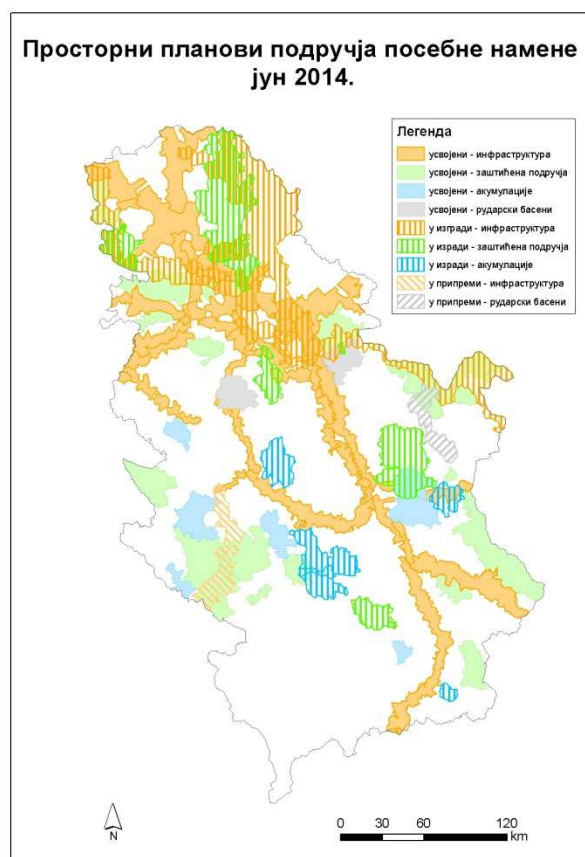 Просторни планови подручја посебне намене
јун 2014.
Легенда
усвојени - инфраструктура
усвојени - заштићена подручја
усвојени - акумулације
усвојени - рударски басени
у изгради - инфраструктура
у изради - заштићена подручја
у изради - акумулације
у припреми - инфраструктура
у припреми - рударски басени
N
0 30 60 120
km